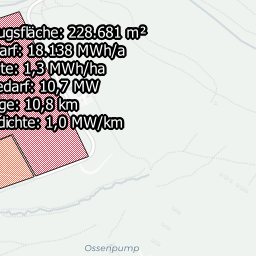 ugsfläche: 228.681 m²
arf: 18.138 MWh/a
te: 1,3 MWh/ha
edarf: 10,7 MW
ge: 10,8 km
dichte: 1,0 MW/km
Ossenpump